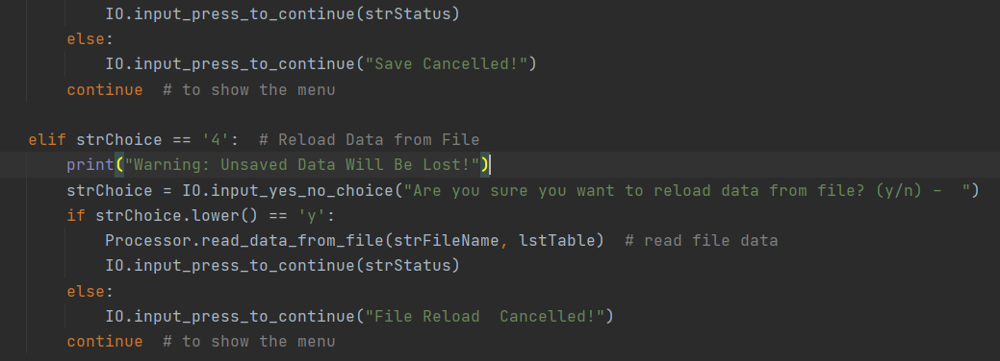 IO.input_press_to_continue(strStatus)
    else:
        IO.input_press_to_continue("Save Cancelled!")
    continue  # to show the menu

elif strChoice == '4':  # Reload Data from File
    print("Warning: Unsaved Data Will Be Lost!")
    strChoice = IO.input_yes_no_choice("Are you sure you want to reload data from file? (y/n) -  ")
    if strChoice.lower() == 'y':
        Processor.read_data_from_file(strFileName, lstTable)  # read file data
        IO.input_press_to_continue(strStatus)
    else:
        IO.input_press_to_continue("File Reload  Cancelled!")
    continue  # to show the menu